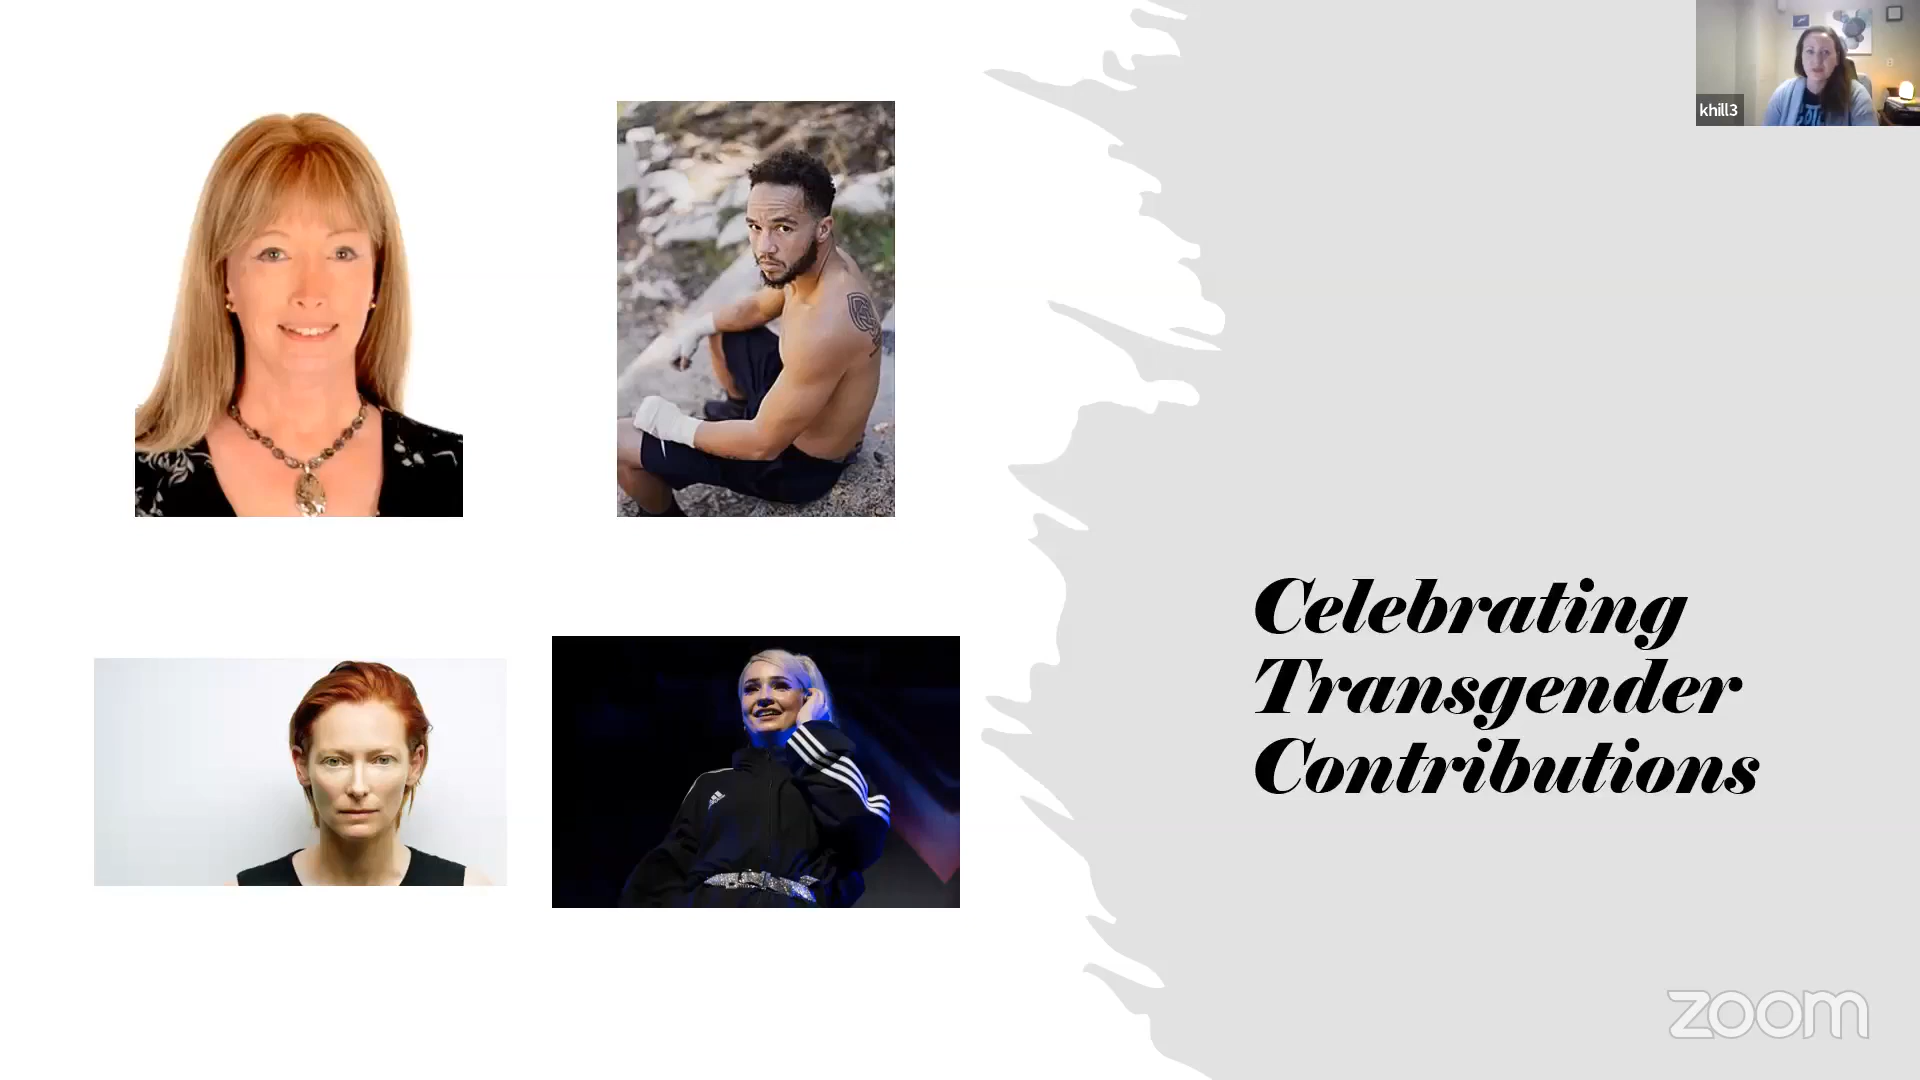 khill3
Celebrating
Transgender
Contributions
zoom